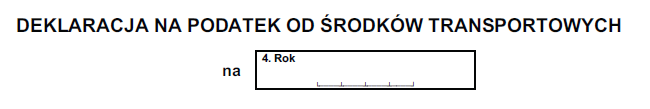 DEKLARACJA NA PODATEK OD ŚRODKÓW TRANSPORTOWYCH
4. Rok
na